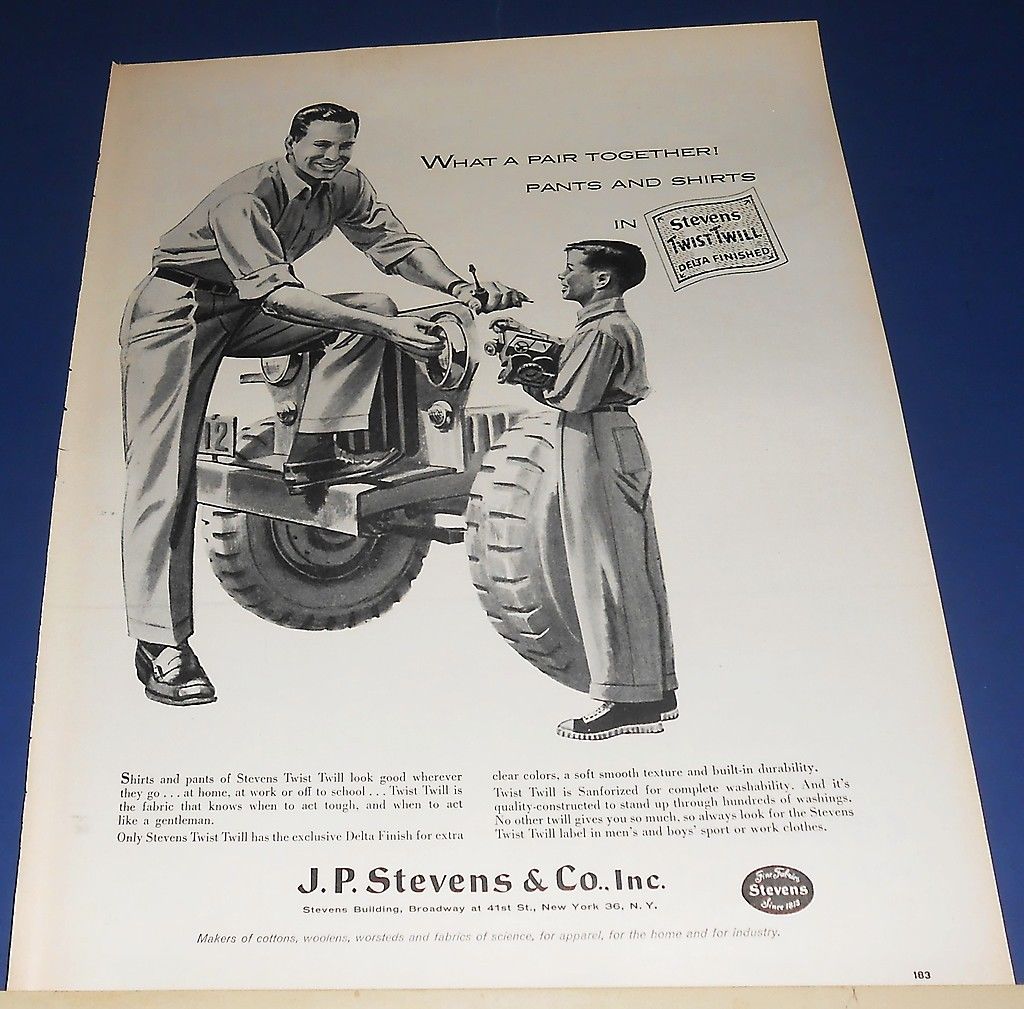 WHAT A PAIR TOGETHER!
PANTS AND SHIRTS
IN
Stevens
TWIST TWILL
DELTA FINISHED
12
Shirts and pants of Stevens Twist Twill look good wherever
they go . . . at home, at work or off to school . . . Twist Twill is
the fabric that knows when to act tough, and when to act
like a gentleman.
Only Stevens Twist Twill has the exclusive Delta Finish for extra
clear colors, a soft smooth texture and built-in durability.
Twist Twill is Sanforized for complete washability. And it's
quality-constructed to stand up through hundreds of washings.
No other twill gives you so much, so always look for the Stevens
Twist Twill label in men's and boys' sport or work clothes.
J. P. Stevens & Co., Inc.
Stevens Building, Broadway at 41st St., New York 36, N. Y.
Fine Fabrics
Stevens
Since 1813
Makers of cottons, woolens, worsteds and fabrics of science, for apparel, for the home and for industry.
163